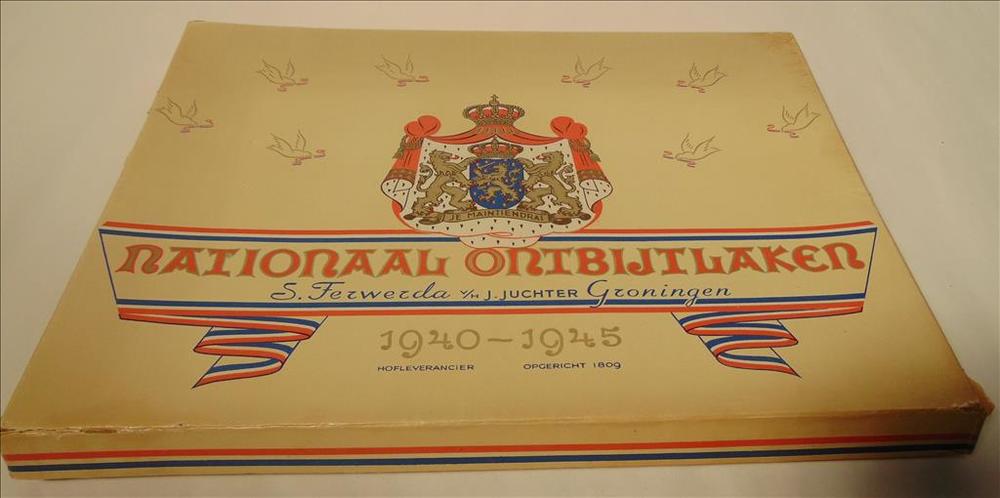 JE MAINTIENDRAI
NATIONAAL ONTBIJTLAKEN
S. Ferwerda V/H J. JUCHTER Groningen
1940-1945
HOFLEVERANCIER OPGERICHT 1809